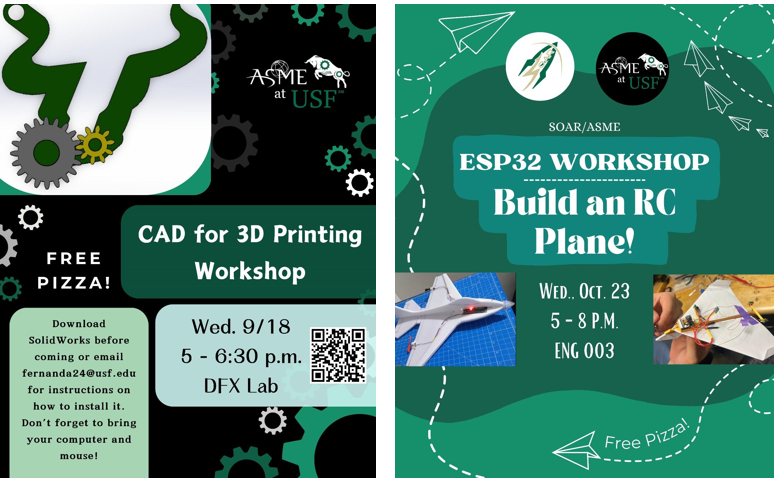 ASME
at USF
CAD for 3D Printing
Workshop
FREE
PIZZA!
Download
SolidWorks before
coming or email
fernanda24@usf.edu
for instructions on
how to install it.
Don't forget to bring
your computer and
mouse!
Wed. 9/18
5 - 6:30 p.m.
DFX Lab
ASME
at USF
SOAR/ASME
ESP32 WORKSHOP
Build an RC
Plane!
Wed., Oct. 23
5 - 8 P.M.
ENG 003
Free Pizza!